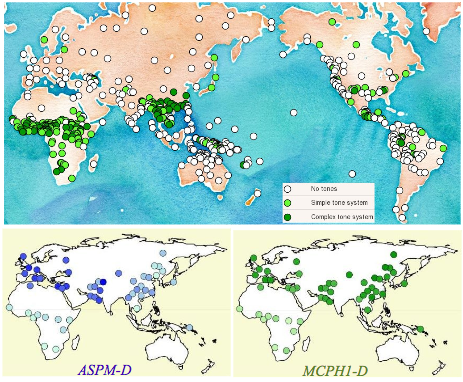 No tones
Simple tone system
Complex tone system
ASPM-D
MCPH1-D